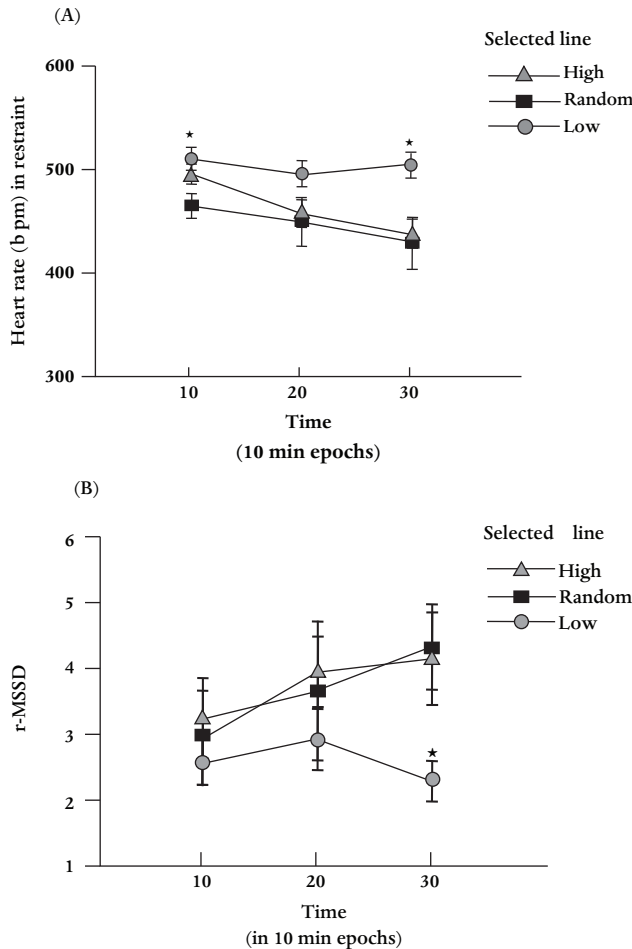 (A)
Selected line
High
Random
Low
600
500
400
300
Heart rate (b pm) in restraint
★
★
10
20
30
Time
(10 min epochs)
(B)
Selected line
High
Random
Low
6
5
4
3
2
1
r-MSSD
★
10
20
30
Time
(in 10 min epochs)